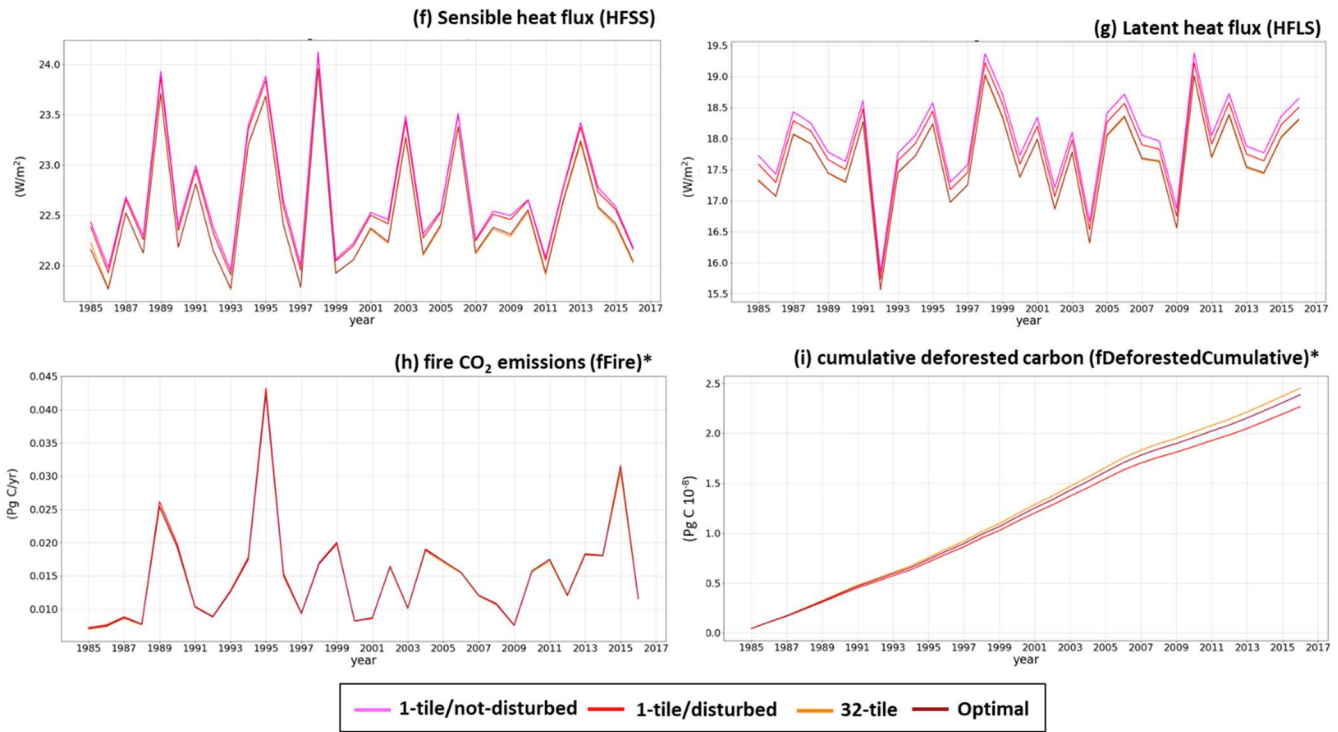 (f) Sensible heat flux (HFSS)
24.0
23.5
23.0
22.5
22.0
(W/m²)
1985 1987 1989 1991 1993 1995 1997 1999 2001 2003 2005 2007 2009 2011 2013 2015 2017
year
(g) Latent heat flux (HFLS)
19.5
19.0
18.5
18.0
17.5
17.0
16.5
16.0
15.5
(W/m²)
1985 1987 1989 1991 1993 1995 1997 1999 2001 2003 2005 2007 2009 2011 2013 2015 2017
year
(h) fire CO₂ emissions (fFire)*
0.045
0.040
0.035
0.030
0.025
0.020
0.015
0.010
(Pg C/yr)
1985 1987 1989 1991 1993 1995 1997 1999 2001 2003 2005 2007 2009 2011 2013 2015 2017
year
(i) cumulative deforested carbon (fDeforestedCumulative)*
2.5
2.0
1.5
1.0
0.5
0.0
(Pg C 10⁻⁸)
1985 1987 1989 1991 1993 1995 1997 1999 2001 2003 2005 2007 2009 2011 2013 2015 2017
year
1-tile/not-disturbed 1-tile/disturbed 32-tile Optimal